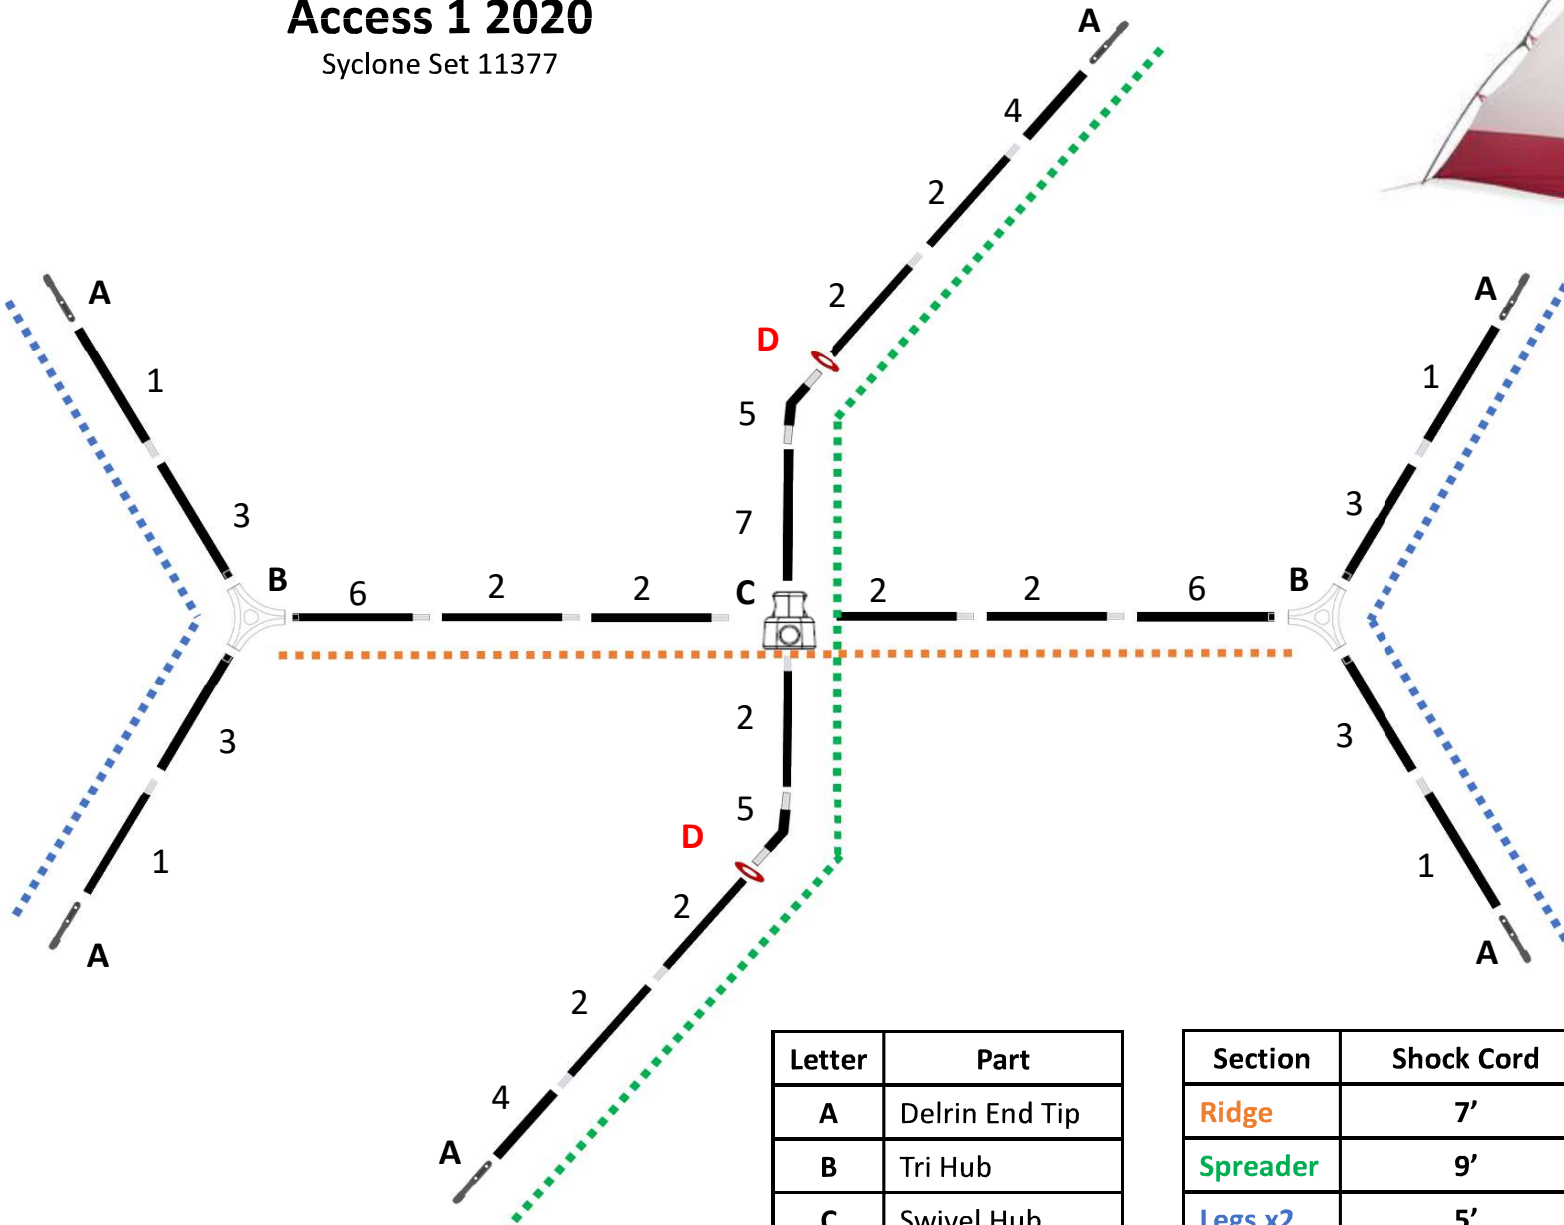 Access 1 2020
Syclone Set 11377
A
4
2
2
D
5
7
A
1
3
B
6
2
2
C
2
2
6
B
3
1
A
3
1
A
2
5
D
2
2
4
A
3
1
A
Letter Part
A Delrin End Tip
B Tri Hub
C Swivel Hub
Section Shock Cord
Ridge 7’
Spreader 9’
Legs x2 5’